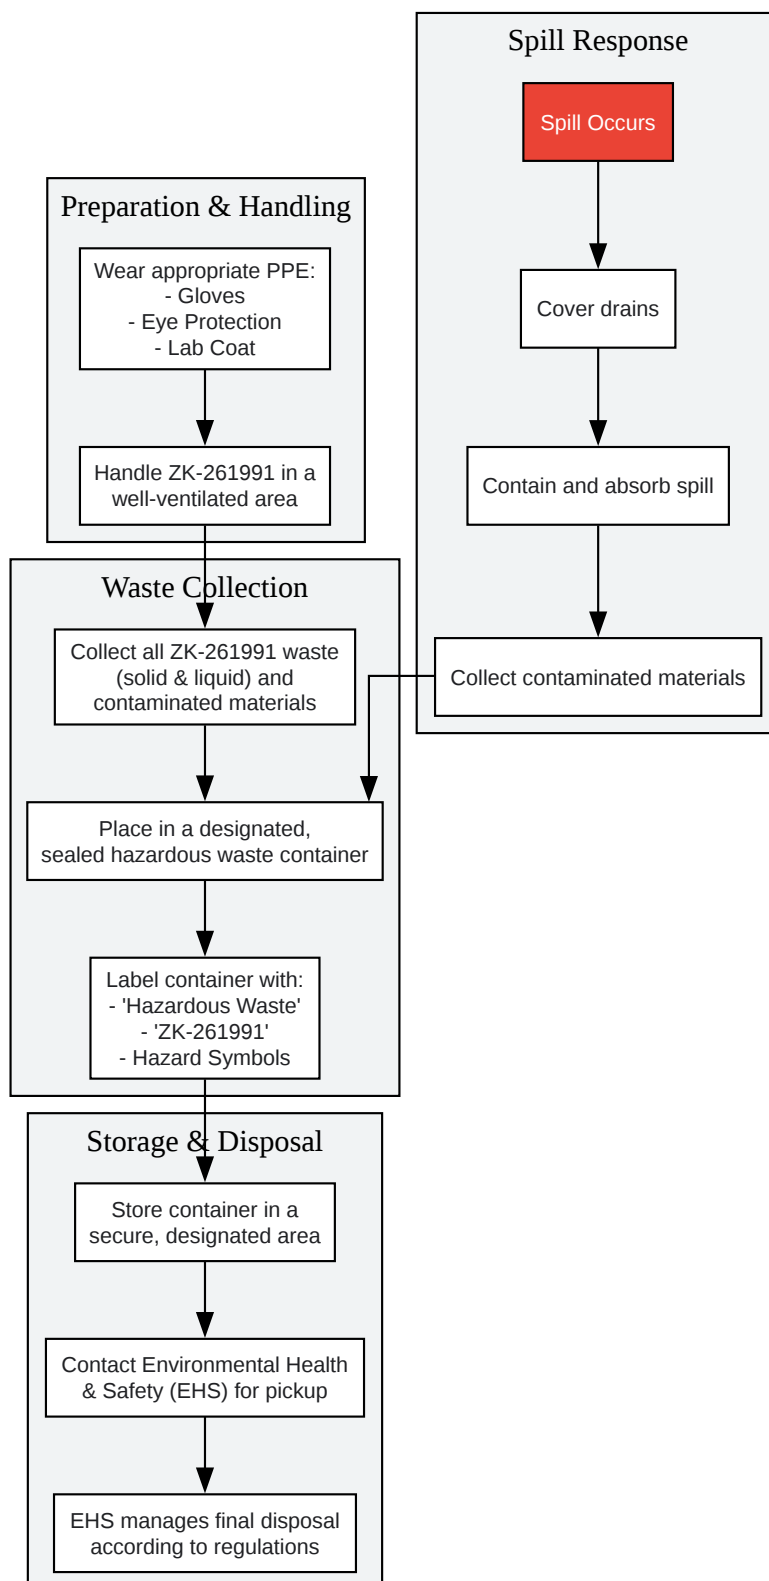 Spill Response
Spill Occurs
Cover drains
Contain and absorb spill
Collect contaminated materials
Preparation & Handling
Wear appropriate PPE:
- Gloves
- Eye Protection
- Lab Coat
Handle ZK-261991 in a
well-ventilated area
Waste Collection
Collect all ZK-261991 waste
(solid & liquid) and
contaminated materials
Place in a designated,
sealed hazardous waste container
Label container with:
- 'Hazardous Waste'
- 'ZK-261991'
- Hazard Symbols
Storage & Disposal
Store container in a
secure, designated area
Contact Environmental Health
& Safety (EHS) for pickup
EHS manages final disposal
according to regulations